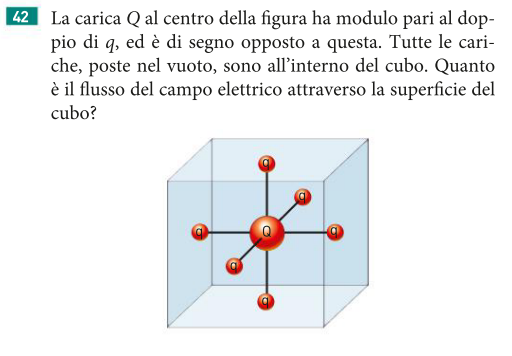 42 La carica Q al centro della figura ha modulo pari al dop-
pio di q, ed è di segno opposto a questa. Tutte le cari-
che, poste nel vuoto, sono all'interno del cubo. Quanto
è il flusso del campo elettrico attraverso la superficie del
cubo?
q
q
q
Q
q
q
q